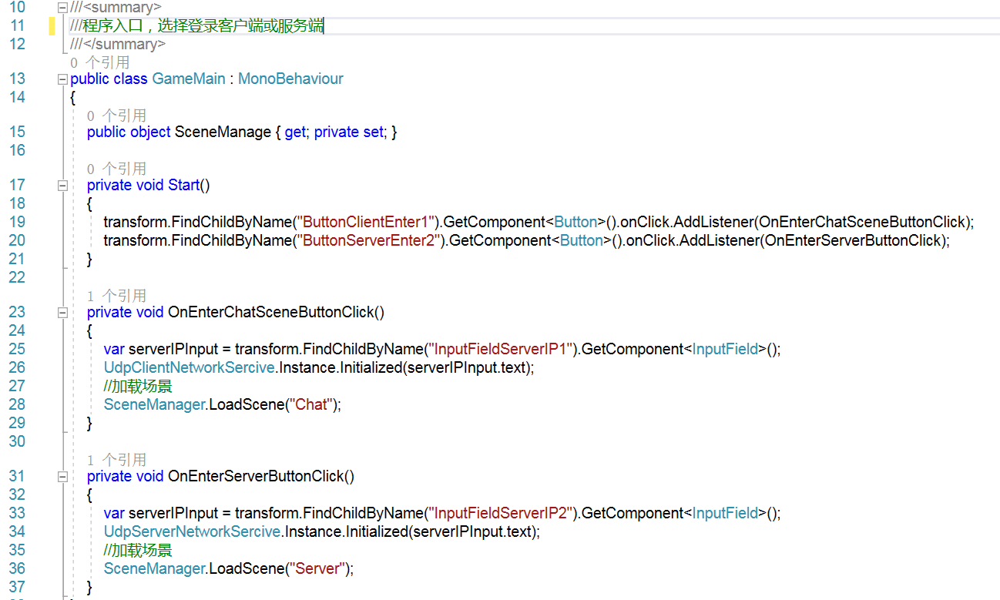 10 ///<summary>
11 ///程序入口，选择登录客户端或服务端
12 ///</summary>
0 个引用
13 public class GameMain : MonoBehaviour
14 {
0 个引用
15 public object SceneManage { get; private set; }
16
0 个引用
17 private void Start()
18 {
19 transform.FindChildByName("ButtonClientEnter1").GetComponent<Button>().onClick.AddListener(OnEnterChatSceneButtonClick);
20 transform.FindChildByName("ButtonServerEnter2").GetComponent<Button>().onClick.AddListener(OnEnterServerButtonClick);
21 }
22
1 个引用
23 private void OnEnterChatSceneButtonClick()
24 {
25 var serverIPInput = transform.FindChildByName("InputFieldServerIP1").GetComponent<InputField>();
26 UdpClientNetworkSercive.Instance.Initialized(serverIPInput.text);
27 //加载场景
28 SceneManager.LoadScene("Chat");
29 }
30
1 个引用
31 private void OnEnterServerButtonClick()
32 {
33 var serverIPInput = transform.FindChildByName("InputFieldServerIP2").GetComponent<InputField>();
34 UdpServerNetworkSercive.Instance.Initialized(serverIPInput.text);
35 //加载场景
36 SceneManager.LoadScene("Server");
37 }